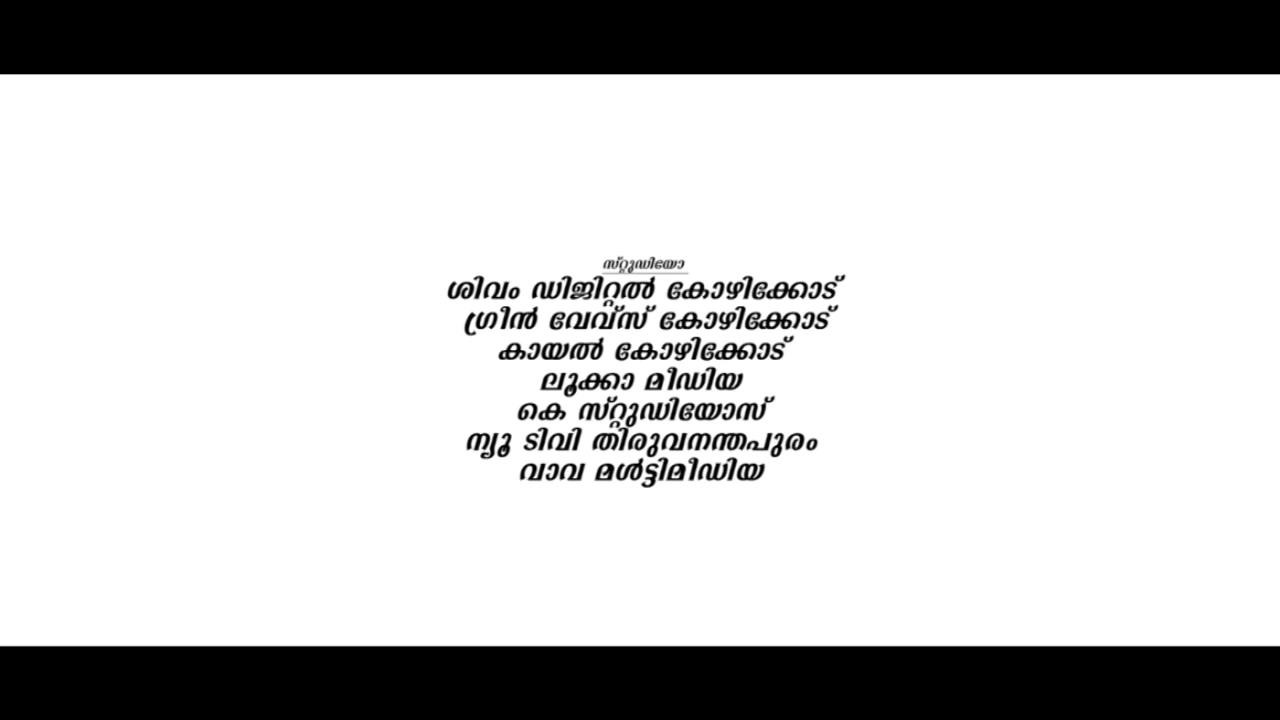 സ്റ്റുഡിയോ
ശിവം ഡിജിറ്റൽ കോഴിക്കോട്
ഗ്രീൻ വേവ്സ് കോഴിക്കോട്
കായൽ കോഴിക്കോട്
ലൂക്കാ മീഡിയ
കെ സ്റ്റുഡിയോസ്
ന്യൂ ടിവി തിരുവനന്തപുരം
വാവ മൾട്ടിമീഡിയ